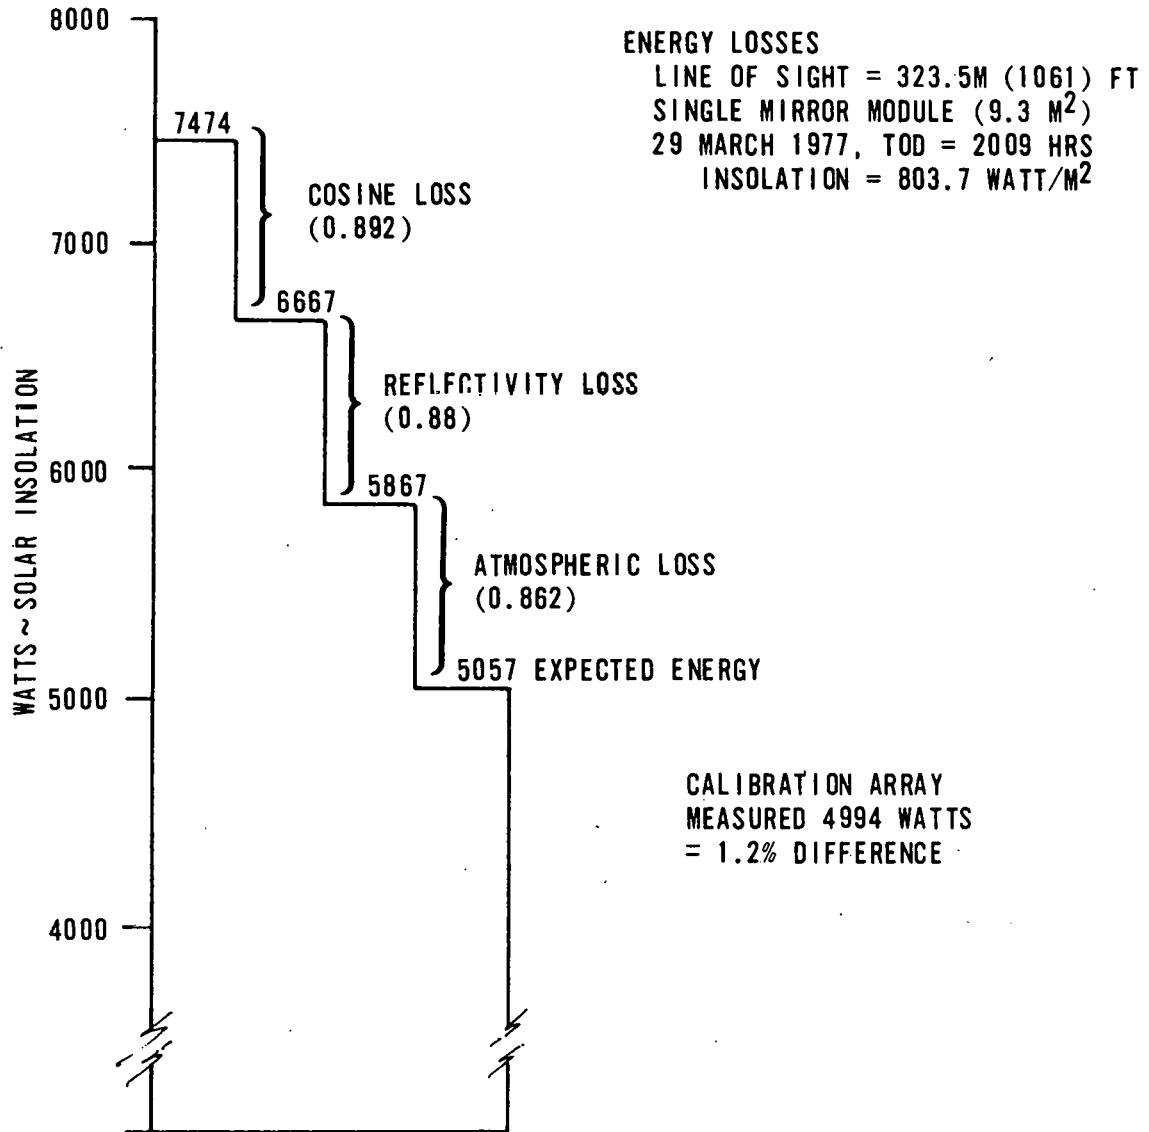 8000
7000
6000
5000
4000
WATTS ~ SOLAR INSOLATION
ENERGY LOSSES
LINE OF SIGHT = 323.5M (1061) FT
SINGLE MIRROR MODULE (9.3 M²)
29 MARCH 1977, TOD = 2009 HRS
INSOLATION = 803.7 WATT/M²
7474
COSINE LOSS
(0.892)
6667
REFLECTIVITY LOSS
(0.88)
5867
ATMOSPHERIC LOSS
(0.862)
5057 EXPECTED ENERGY
CALIBRATION ARRAY
MEASURED 4994 WATTS
= 1.2% DIFFERENCE